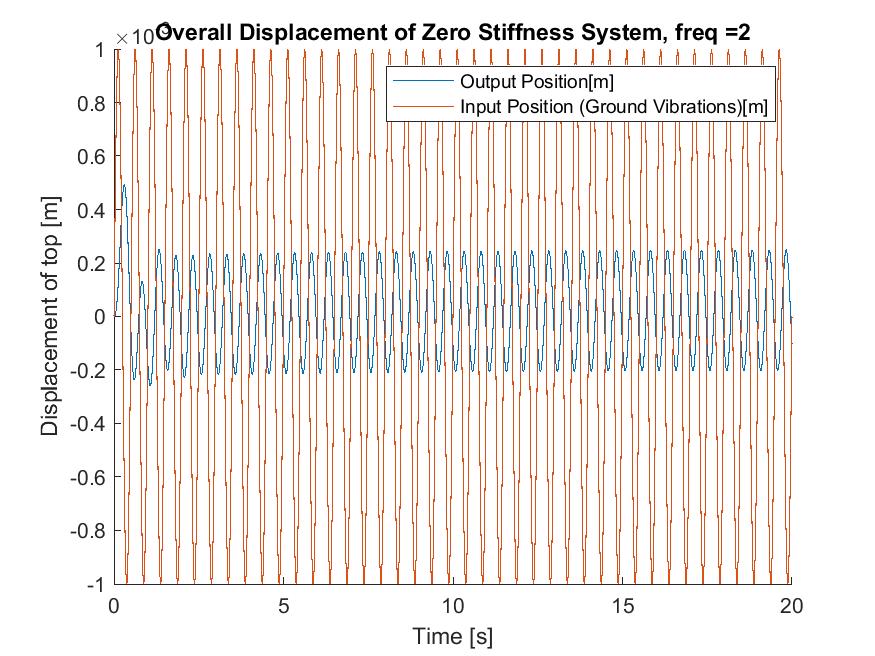 Overall Displacement of Zero Stiffness System, freq =2
×10
1
0.8
0.6
0.4
0.2
0
-0.2
-0.4
-0.6
-0.8
-1
Displacement of top [m]
Output Position[m]
Input Position (Ground Vibrations)[m]
0 5 10 15 20
Time [s]